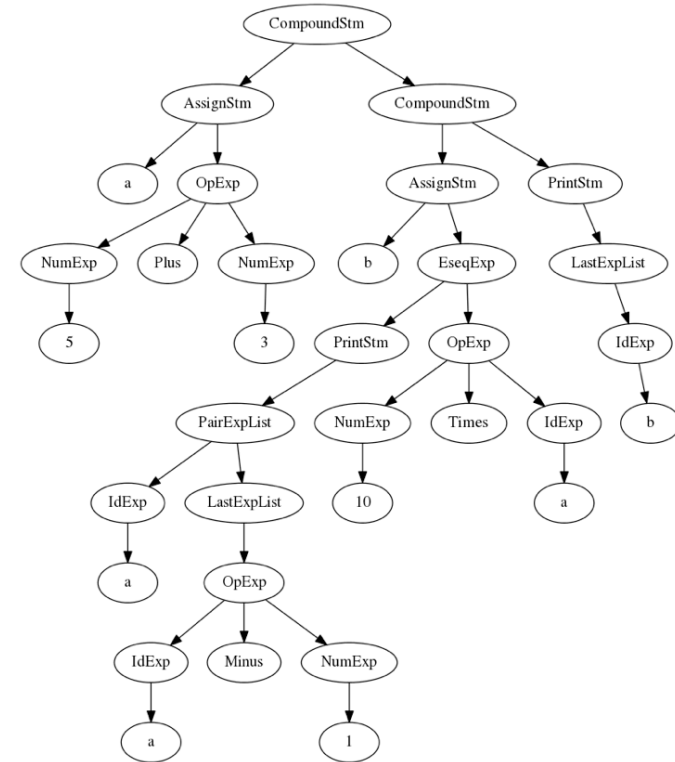 CompoundStm
AssignStm CompoundStm
a OpExp AssignStm PrintStm
NumExp Plus NumExp b EseqExp LastExpList
5 3 PrintStm OpExp IdExp
PairExpList NumExp Times IdExp b
IdExp LastExpList 10 a
a OpExp
IdExp Minus NumExp
a 1